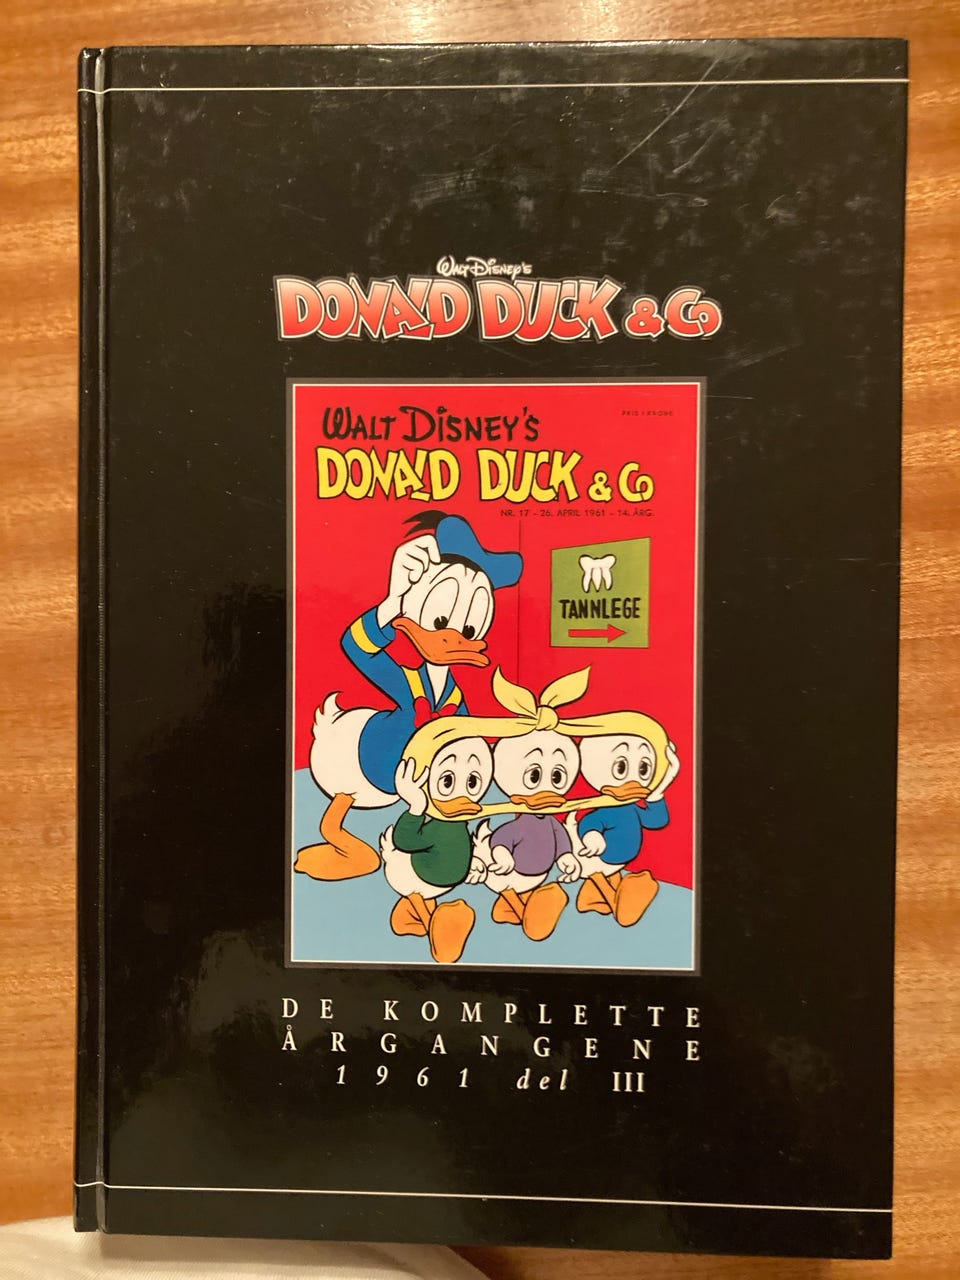 Walt Disney's
DONALD DUCK & Co
PRIS 1 KRONE
WALT DISNEY'S
DONALD DUCK & Co
NR. 17 - 26. APRIL 1961 - 14. ÅRG.
TANNLEGE
DE KOMPLETTE
ÅRGANGENE
1961 del III